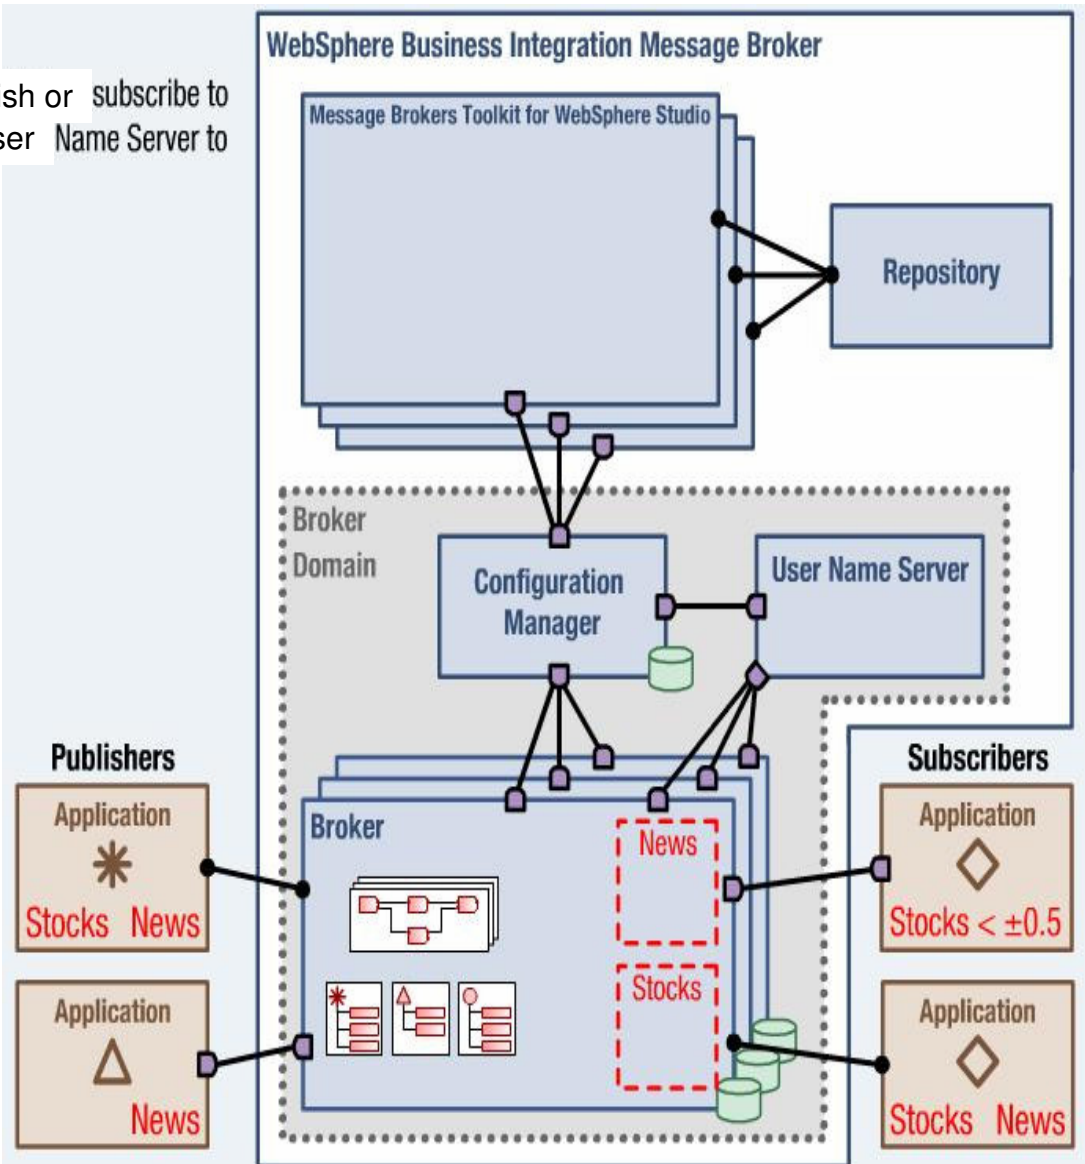 WebSphere Business Integration Message Broker
ish or subscribe to
ser Name Server to
Message Brokers Toolkit for WebSphere Studio
Repository
Broker
Domain
Configuration
Manager
User Name Server
Publishers
Subscribers
Application
Stocks News
Broker
News
Application
Stocks < ±0.5
Stocks
Application
News
Application
Stocks News